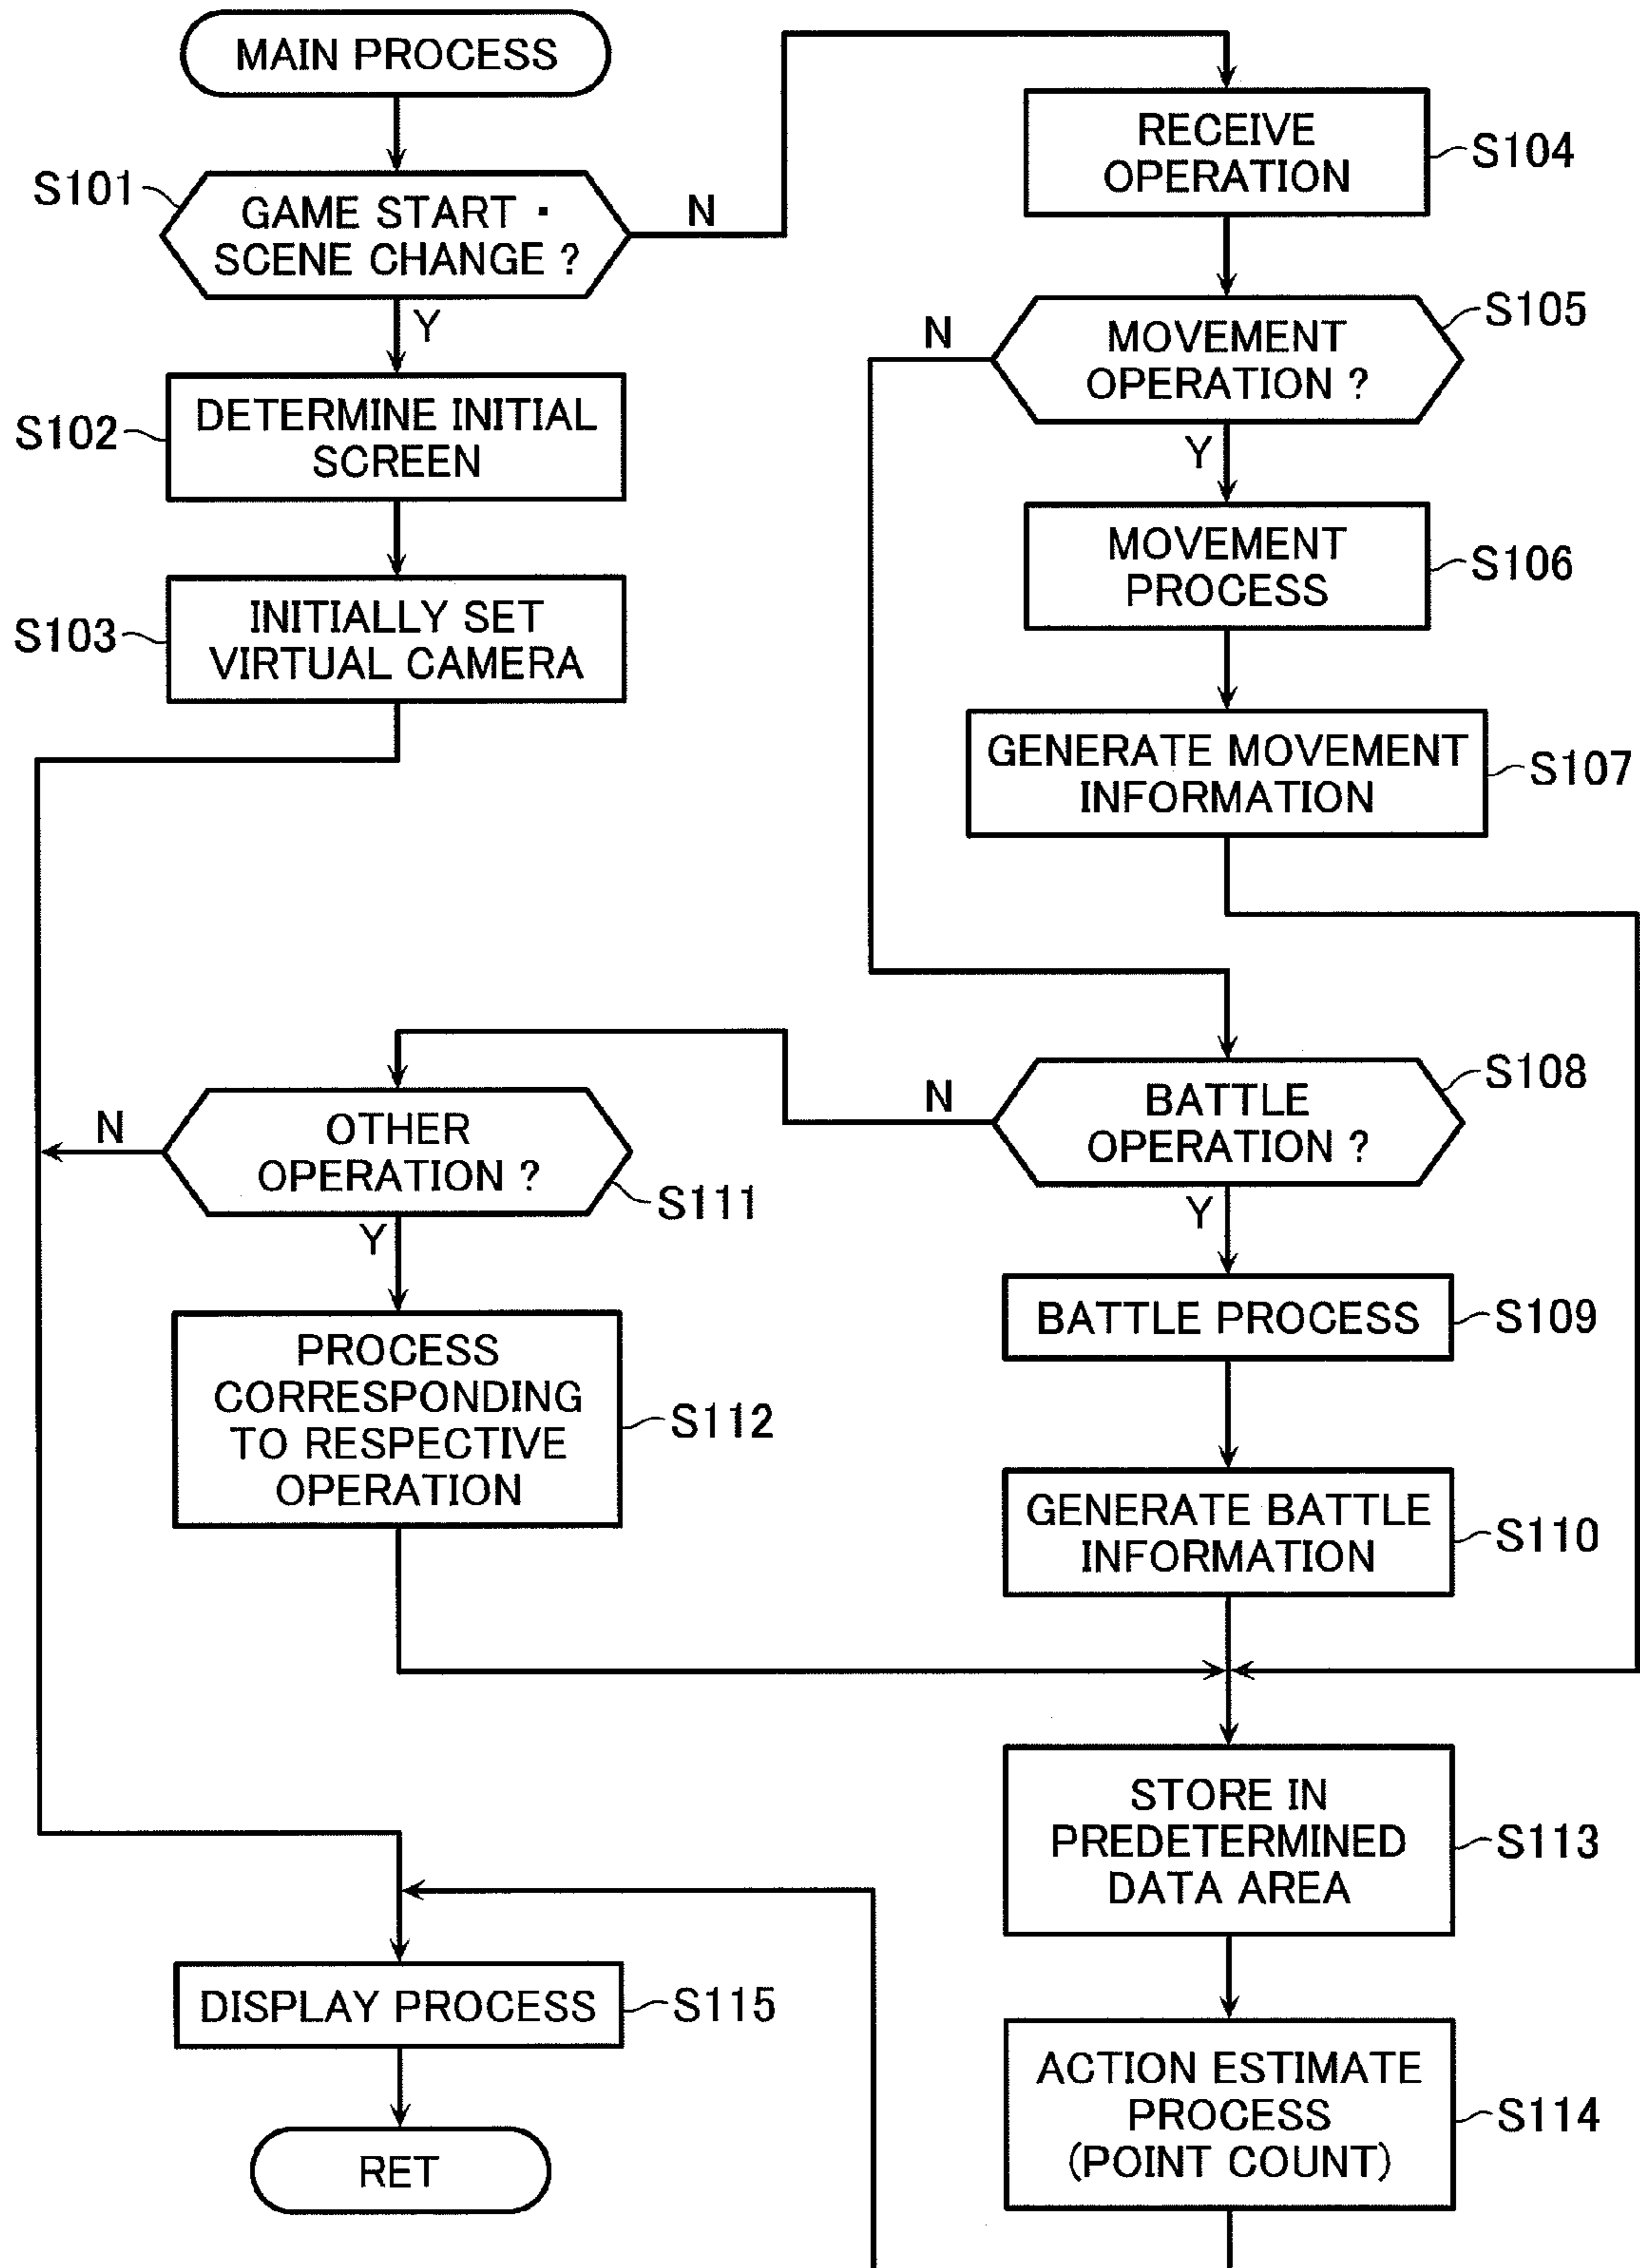 MAIN PROCESS
S101
GAME START・
SCENE CHANGE ?
N
Y
S102
DETERMINE INITIAL
SCREEN
S103
INITIALLY SET
VIRTUAL CAMERA
RECEIVE
OPERATION
S104
MOVEMENT
OPERATION ?
S105
N
Y
MOVEMENT
PROCESS
S106
GENERATE MOVEMENT
INFORMATION
S107
BATTLE
OPERATION ?
S108
N
Y
BATTLE PROCESS
S109
GENERATE BATTLE
INFORMATION
S110
OTHER
OPERATION ?
S111
N
Y
PROCESS
CORRESPONDING
TO RESPECTIVE
OPERATION
S112
STORE IN
PREDETERMINED
DATA AREA
S113
ACTION ESTIMATE
PROCESS
(POINT COUNT)
S114
DISPLAY PROCESS
S115
RET